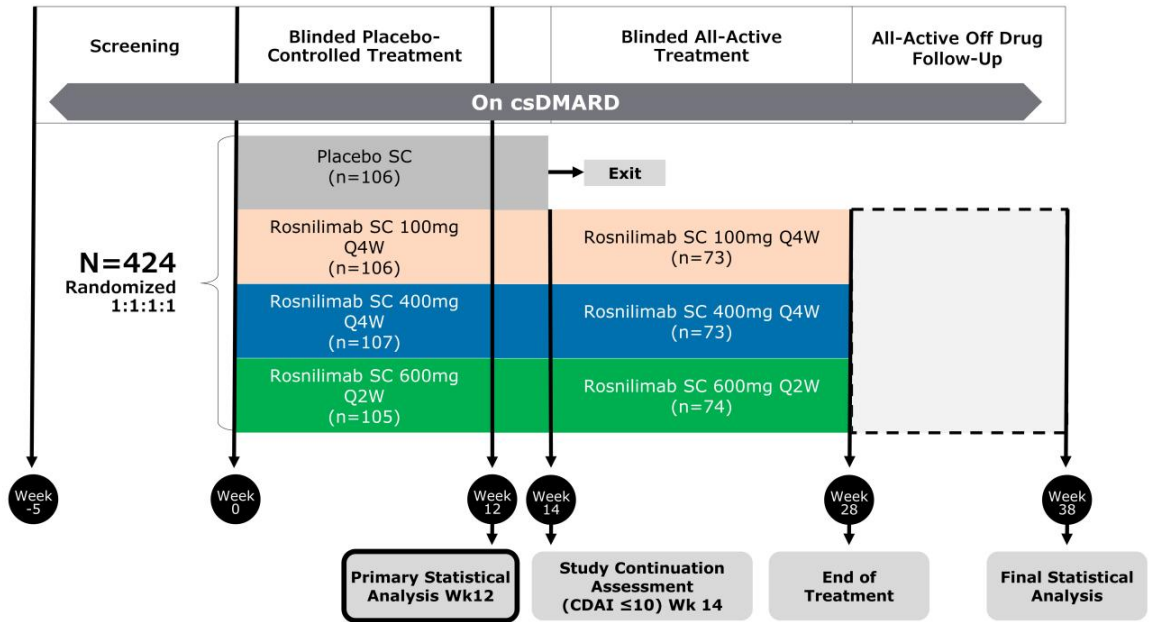 Screening
Blinded Placebo-
Controlled Treatment
Blinded All-Active
Treatment
All-Active Off Drug
Follow-Up
On csDMARD
Placebo SC
(n=106)
Exit
N=424
Randomized
1:1:1:1
Rosnilimab SC 100mg
Q4W
(n=106)
Rosnilimab SC 100mg Q4W
(n=73)
Rosnilimab SC 400mg
Q4W
(n=107)
Rosnilimab SC 400mg Q4W
(n=73)
Rosnilimab SC 600mg
Q2W
(n=105)
Rosnilimab SC 600mg Q2W
(n=74)
Week
-5
Week
0
Week
12
Week
14
Week
28
Week
38
Primary Statistical
Analysis Wk12
Study Continuation
Assessment
(CDAI ≤10) Wk 14
End of
Treatment
Final Statistical
Analysis